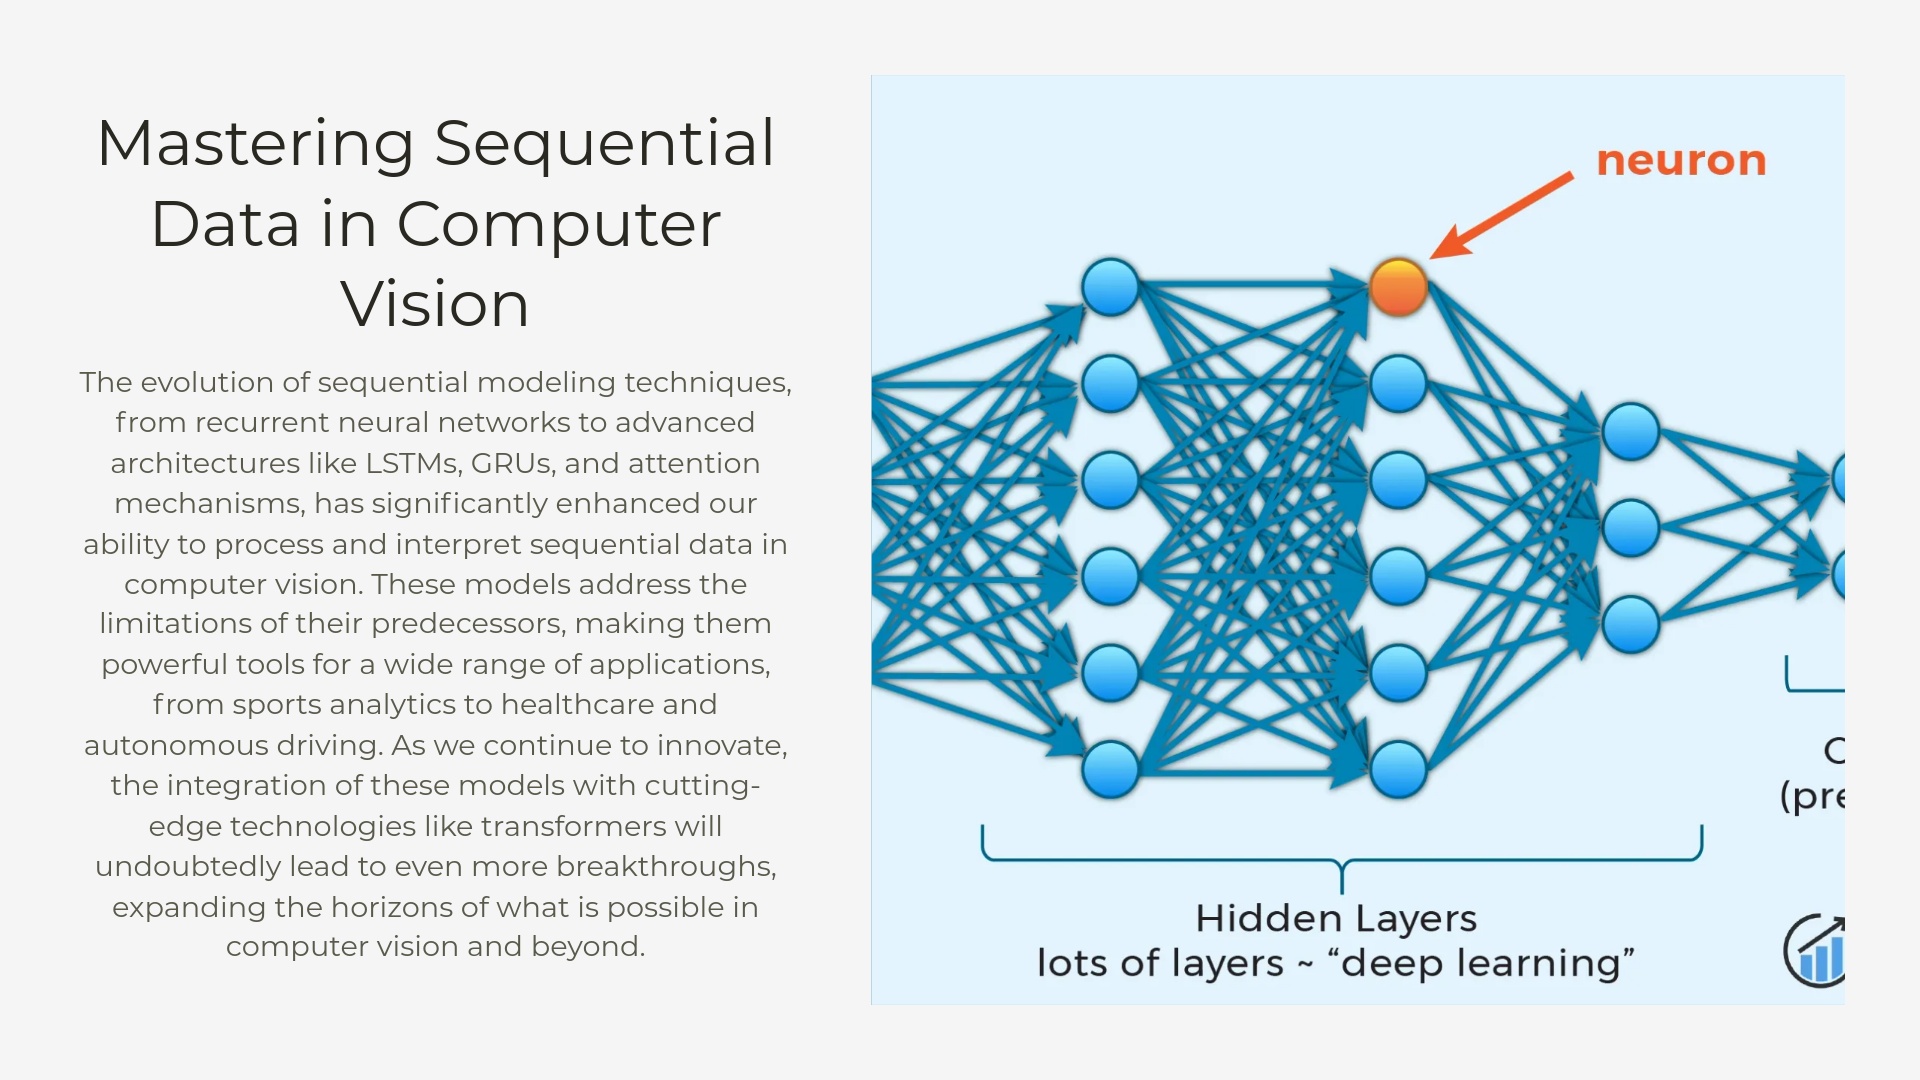 Mastering Sequential
Data in Computer
Vision
The evolution of sequential modeling techniques,
from recurrent neural networks to advanced
architectures like LSTMs, GRUs, and attention
mechanisms, has significantly enhanced our
ability to process and interpret sequential data in
computer vision. These models address the
limitations of their predecessors, making them
powerful tools for a wide range of applications,
from sports analytics to healthcare and
autonomous driving. As we continue to innovate,
the integration of these models with cutting-
edge technologies like transformers will
undoubtedly lead to even more breakthroughs,
expanding the horizons of what is possible in
computer vision and beyond.
neuron
Hidden Layers
lots of layers ~ “deep learning”